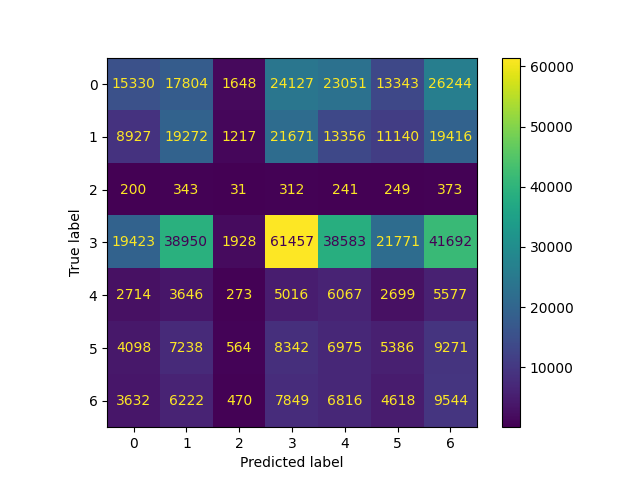 0 15330 17804 1648 24127 23051 13343 26244
1 8927 19272 1217 21671 13356 11140 19416
2 200 343 31 312 241 249 373
3 19423 38950 1928 61457 38583 21771 41692
4 2714 3646 273 5016 6067 2699 5577
5 4098 7238 564 8342 6975 5386 9271
6 3632 6222 470 7849 6816 4618 9544
0 1 2 3 4 5 6
Predicted label
True label
60000
50000
40000
30000
20000
10000